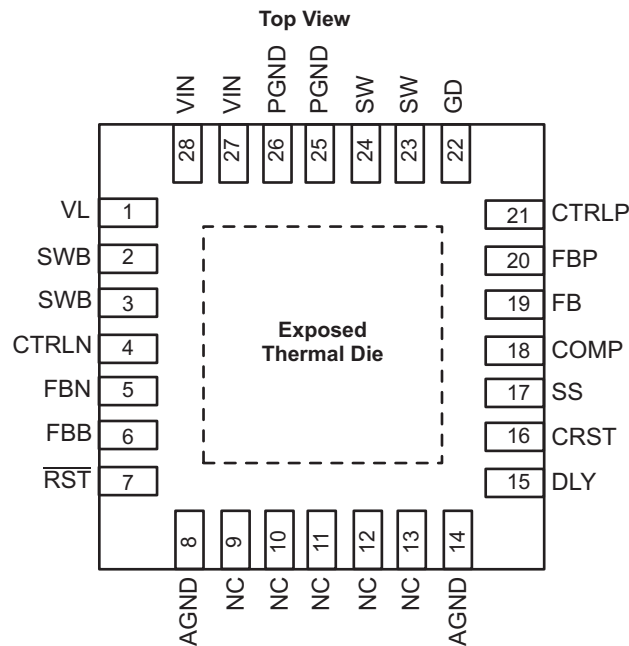 Top View
VIN
VIN
PGND
PGND
SW
SW
GD
28
27
26
25
24
23
22
VL
1
SWB
2
SWB
3
CTRLN
4
FBN
5
FBB
6
R̅S̅T̅
7
Exposed
Thermal Die
21
CTRLP
20
FBP
19
FB
18
COMP
17
SS
16
CRST
15
DLY
8
9
10
11
12
13
14
AGND
NC
NC
NC
NC
NC
AGND